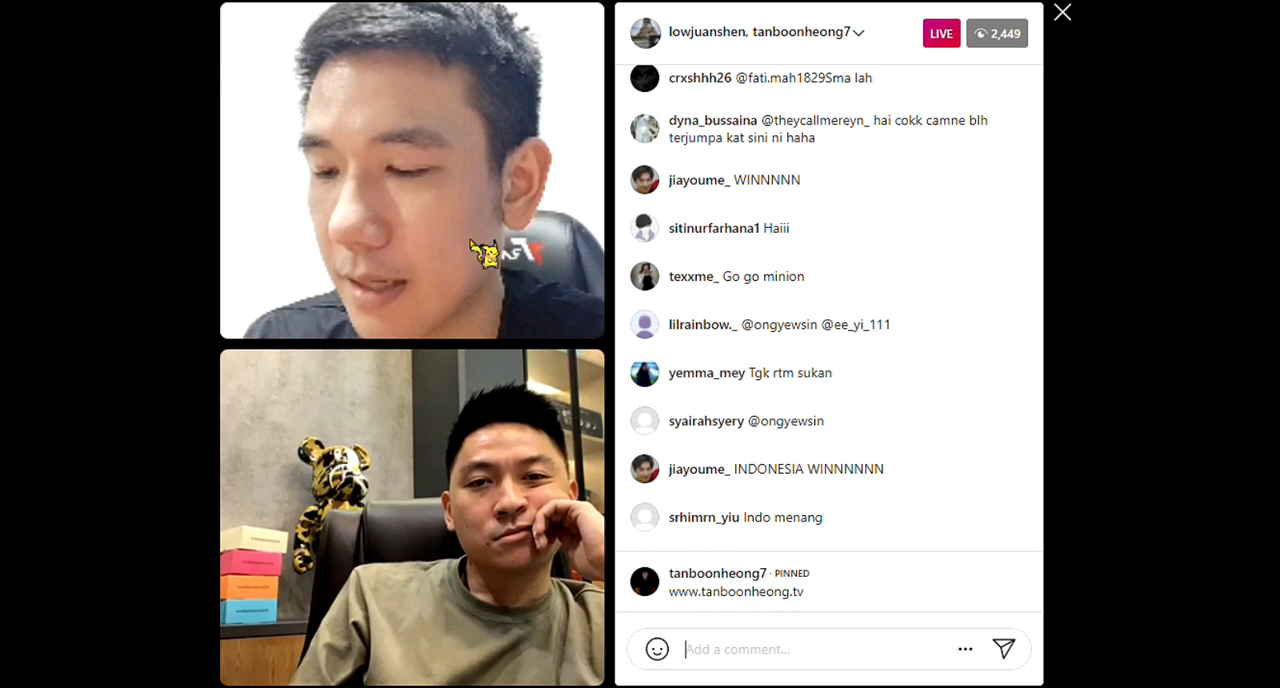 lowjuanshen, tanboonheong7
LIVE
2,449
crxshhh26 @fati.mah1829Sma lah
dyna_bussaina @theycallmereyn_ hai cokk camne blh
terjumpa kat sini ni haha
jiayoume_ WINNNNN
sitinurfarhana1 Haiii
texxme_ Go go minion
lilrainbow._ @ongyewsin @ee_yi_111
yemma_mey Tgk rtm sukan
syairahsyery @ongyewsin
jiayoume_ INDONESIA WINNNNNN
srhimrn_yiu Indo menang
tanboonheong7 · PINNED
www.tanboonheong.tv
Add a comment...